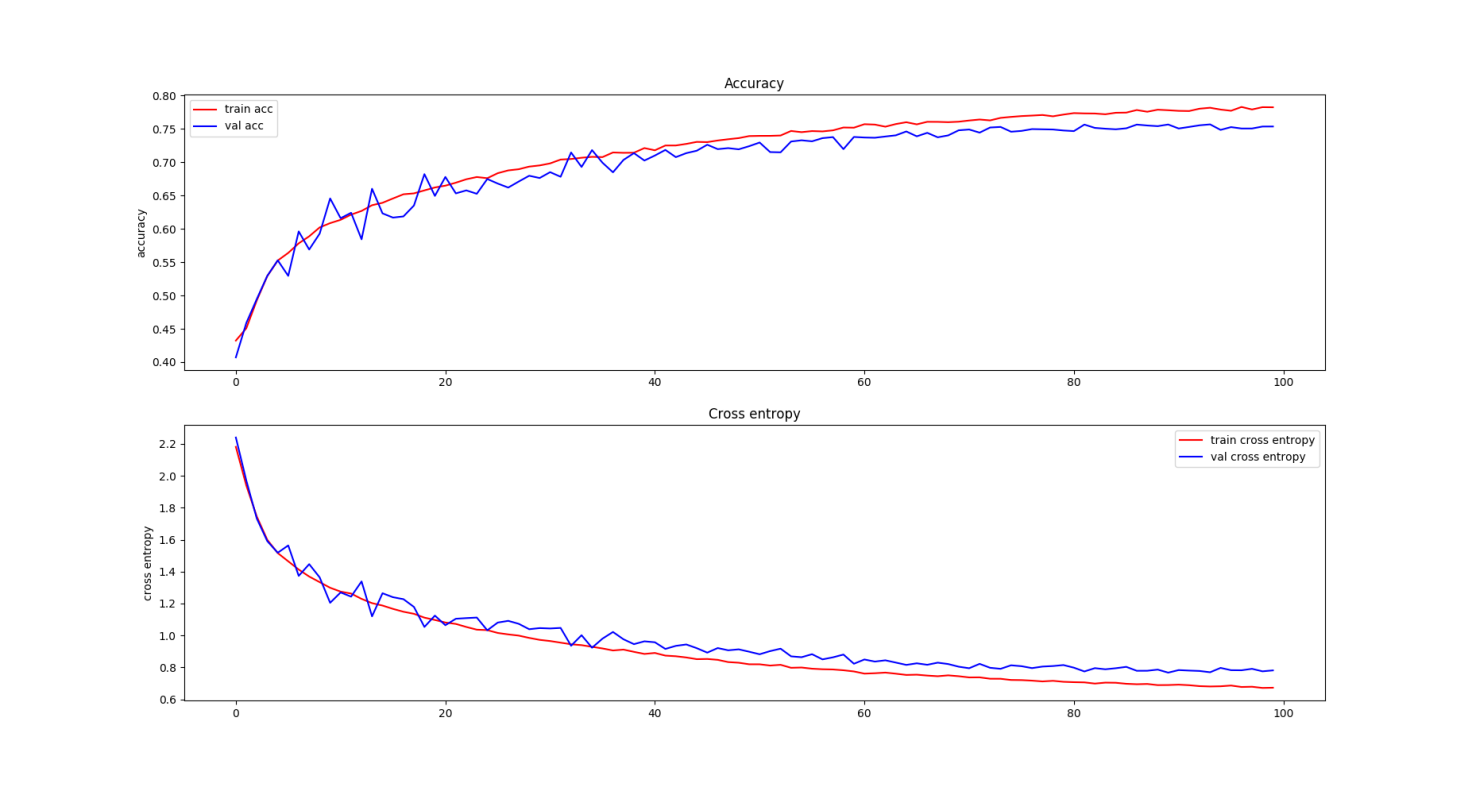 Accuracy
train acc
val acc
accuracy
0.80
0.75
0.70
0.65
0.60
0.55
0.50
0.45
0.40
0 20 40 60 80 100
Cross entropy
train cross entropy
val cross entropy
cross entropy
2.2
2.0
1.8
1.6
1.4
1.2
1.0
0.8
0.6
0 20 40 60 80 100